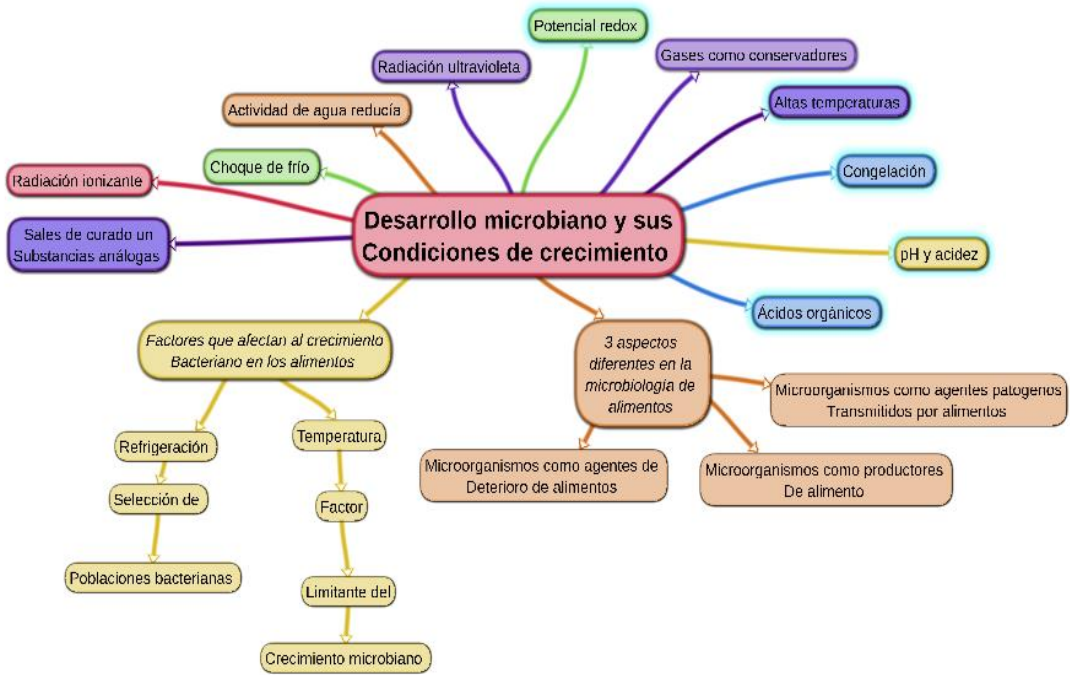 Potencial redox
Gases como conservadores
Radiación ultravioleta
Altas temperaturas
Actividad de agua reducía
Choque de frío
Congelación
Radiación ionizante
Desarrollo microbiano y sus
Condiciones de crecimiento
Sales de curado un
Substancias análogas
pH y acidez
Ácidos orgánicos
Factores que afectan al crecimiento
Bacteriano en los alimentos
3 aspectos
diferentes en la
microbiología de
alimentos
Microorganismos como agentes patogenos
Transmitidos por alimentos
Refrigeración
Temperatura
Microorganismos como agentes de
Deterioro de alimentos
Microorganismos como productores
De alimento
Selección de
Factor
Poblaciones bacterianas
Limitante del
Crecimiento microbiano